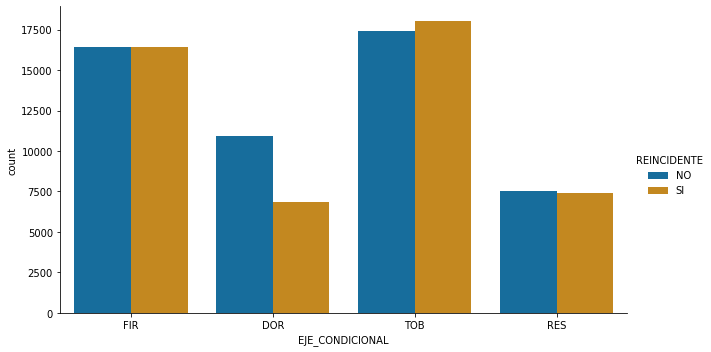 17500
15000
12500
10000
7500
5000
2500
0
count
FIR DOR TOB RES
EJE_CONDICIONAL
REINCIDENTE
NO
SI